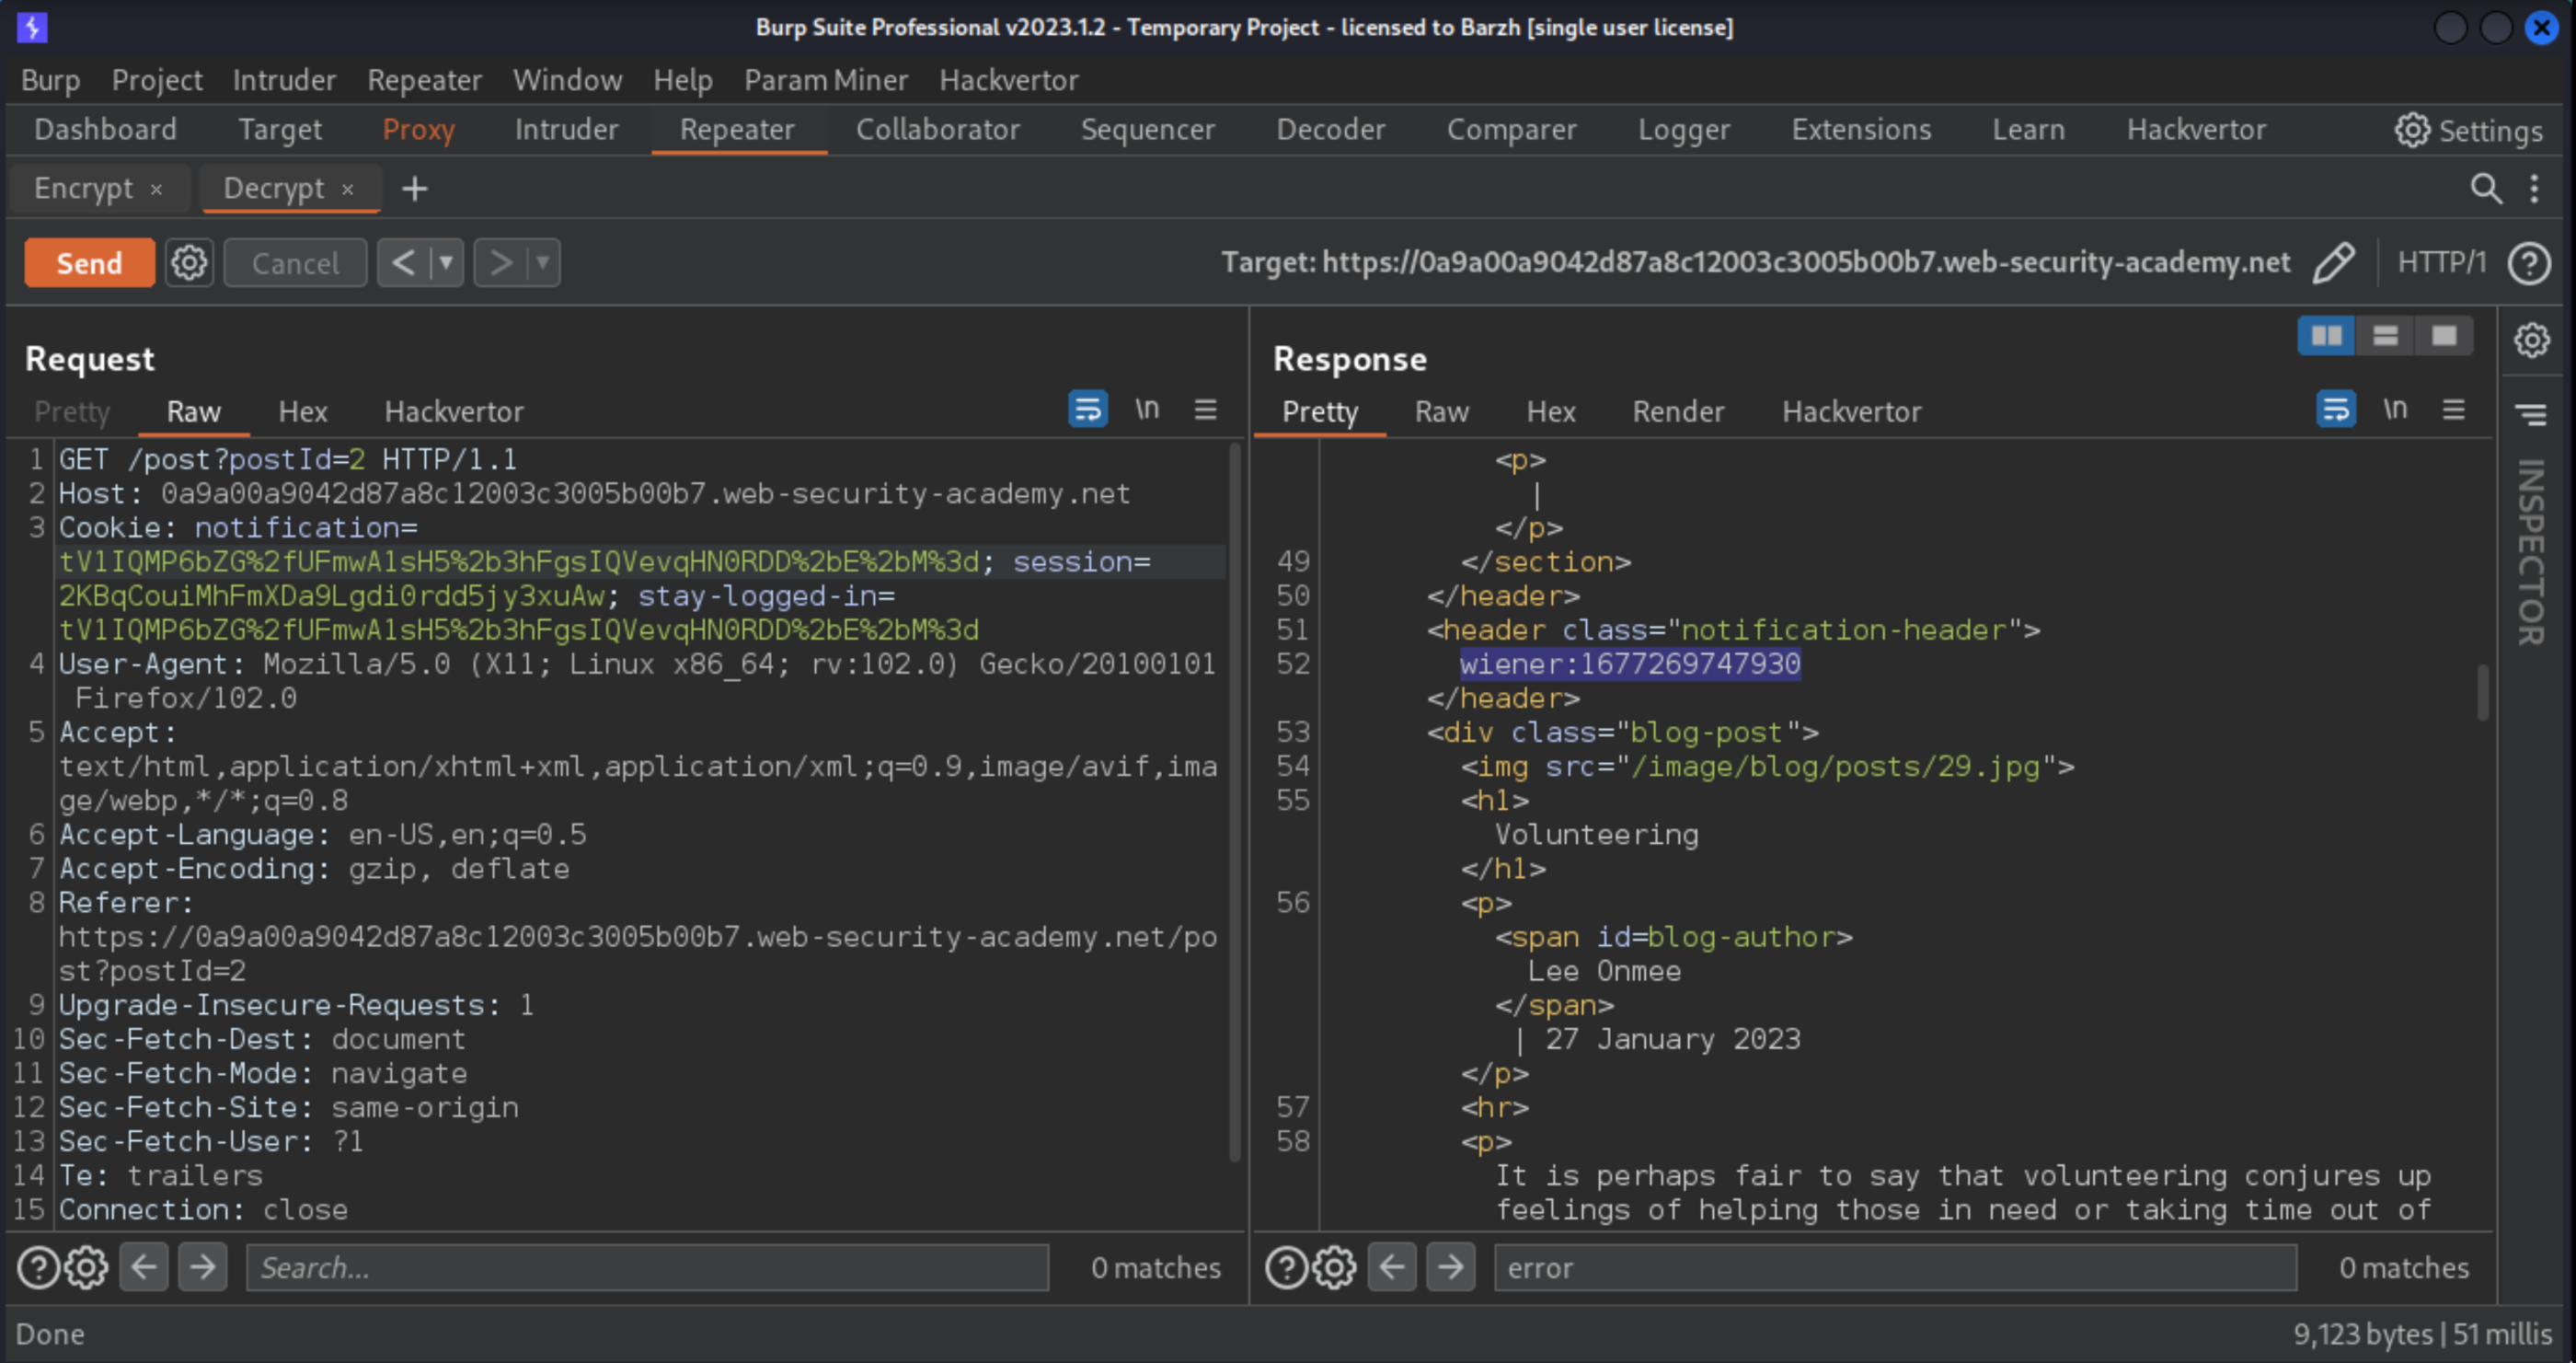 Burp Suite Professional v2023.1.2 - Temporary Project - licensed to Barzh [single user license]
Burp Project Intruder Repeater Window Help Param Miner Hackvertor
Dashboard Target Proxy Intruder Repeater Collaborator Sequencer Decoder Comparer Logger Extensions Learn Hackvertor Settings
Encrypt × Decrypt × +
Send Cancel < > Target: https://0a9a00a9042d87a8c12003c3005b00b7.web-security-academy.net HTTP/1 ?
Request
Pretty Raw Hex Hackvertor \n
1 GET /post?postId=2 HTTP/1.1
2 Host: 0a9a00a9042d87a8c12003c3005b00b7.web-security-academy.net
3 Cookie: notification=
tV1IQMP6bZG%2fUFmwA1sH5%2b3hFgsIQVevqHN0RDD%2bE%2bM%3d; session=
2KBqCouiMhFmXDa9Lgdi0rdd5jy3xuAw; stay-logged-in=
tV1IQMP6bZG%2fUFmwA1sH5%2b3hFgsIQVevqHN0RDD%2bE%2bM%3d
4 User-Agent: Mozilla/5.0 (X11; Linux x86_64; rv:102.0) Gecko/20100101
Firefox/102.0
5 Accept:
text/html,application/xhtml+xml,application/xml;q=0.9,image/avif,ima
ge/webp,*/*;q=0.8
6 Accept-Language: en-US,en;q=0.5
7 Accept-Encoding: gzip, deflate
8 Referer:
https://0a9a00a9042d87a8c12003c3005b00b7.web-security-academy.net/po
st?postId=2
9 Upgrade-Insecure-Requests: 1
10 Sec-Fetch-Dest: document
11 Sec-Fetch-Mode: navigate
12 Sec-Fetch-Site: same-origin
13 Sec-Fetch-User: ?1
14 Te: trailers
15 Connection: close
? Search... 0 matches
Response
Pretty Raw Hex Render Hackvertor \n
<p>
|
</p>
49 </section>
50 </header>
51 <header class="notification-header">
52 wiener:1677269747930
</header>
53 <div class="blog-post">
54 <img src="/image/blog/posts/29.jpg">
55 <h1>
Volunteering
</h1>
56 <p>
<span id=blog-author>
Lee Onmee
</span>
| 27 January 2023
</p>
57 <hr>
58 <p>
It is perhaps fair to say that volunteering conjures up
feelings of helping those in need or taking time out of
? error 0 matches
INSPECTOR
Done 9,123 bytes | 51 millis